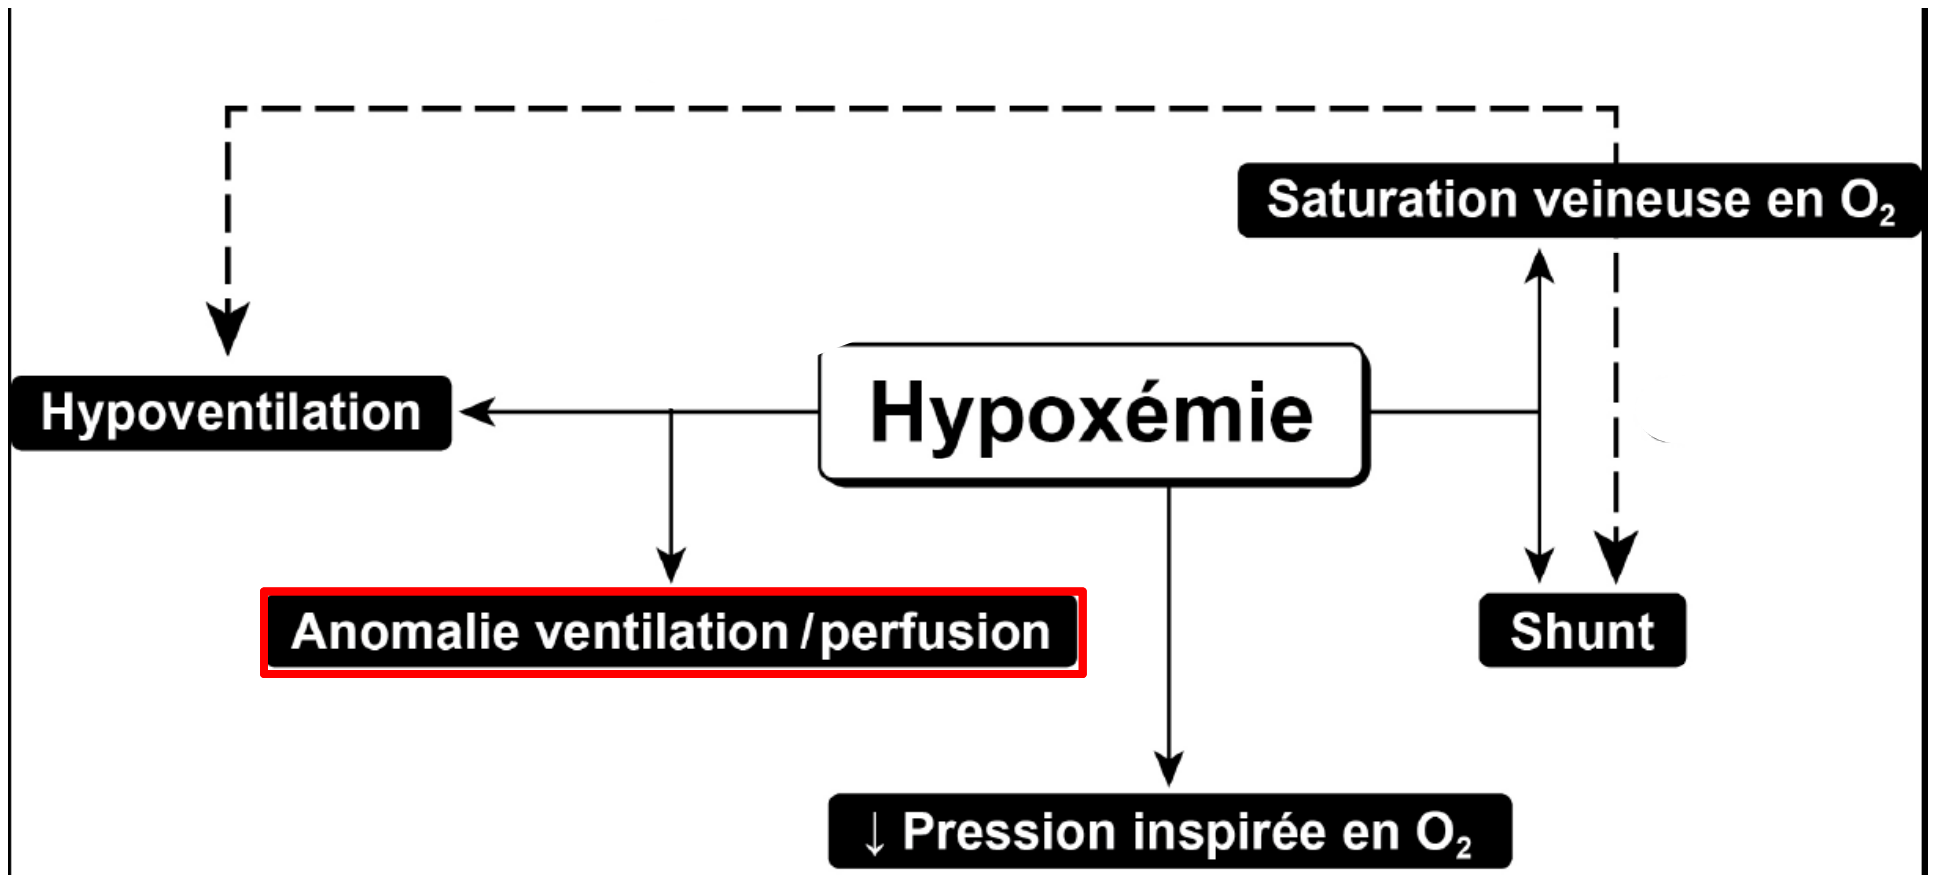 Saturation veineuse en O₂
Hypoventilation
Hypoxémie
Anomalie ventilation/perfusion
Shunt
↓ Pression inspirée en O₂